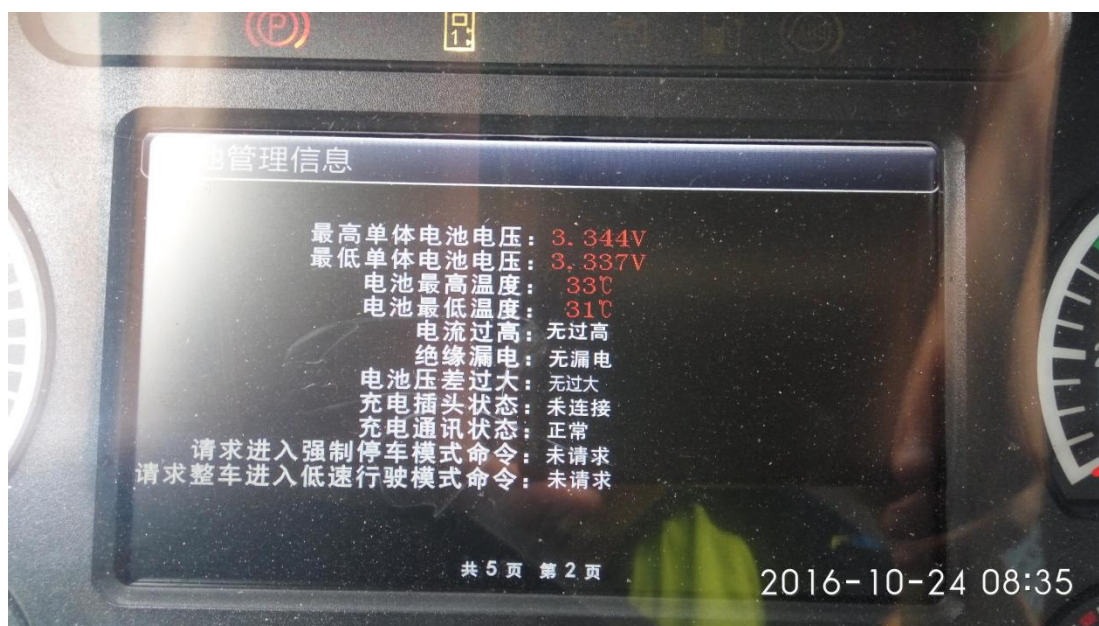 池管理信息
最高单体电池电压：3.344V
最低单体电池电压：3.337V
电池最高温度：33℃
电池最低温度：31℃
电流过高：无过高
绝缘漏电：无漏电
电池压差过大：无过大
充电插头状态：未连接
充电通讯状态：正常
请求进入强制停车模式命令：未请求
请求整车进入低速行驶模式命令：未请求
共5页 第2页
2016-10-24 08:35